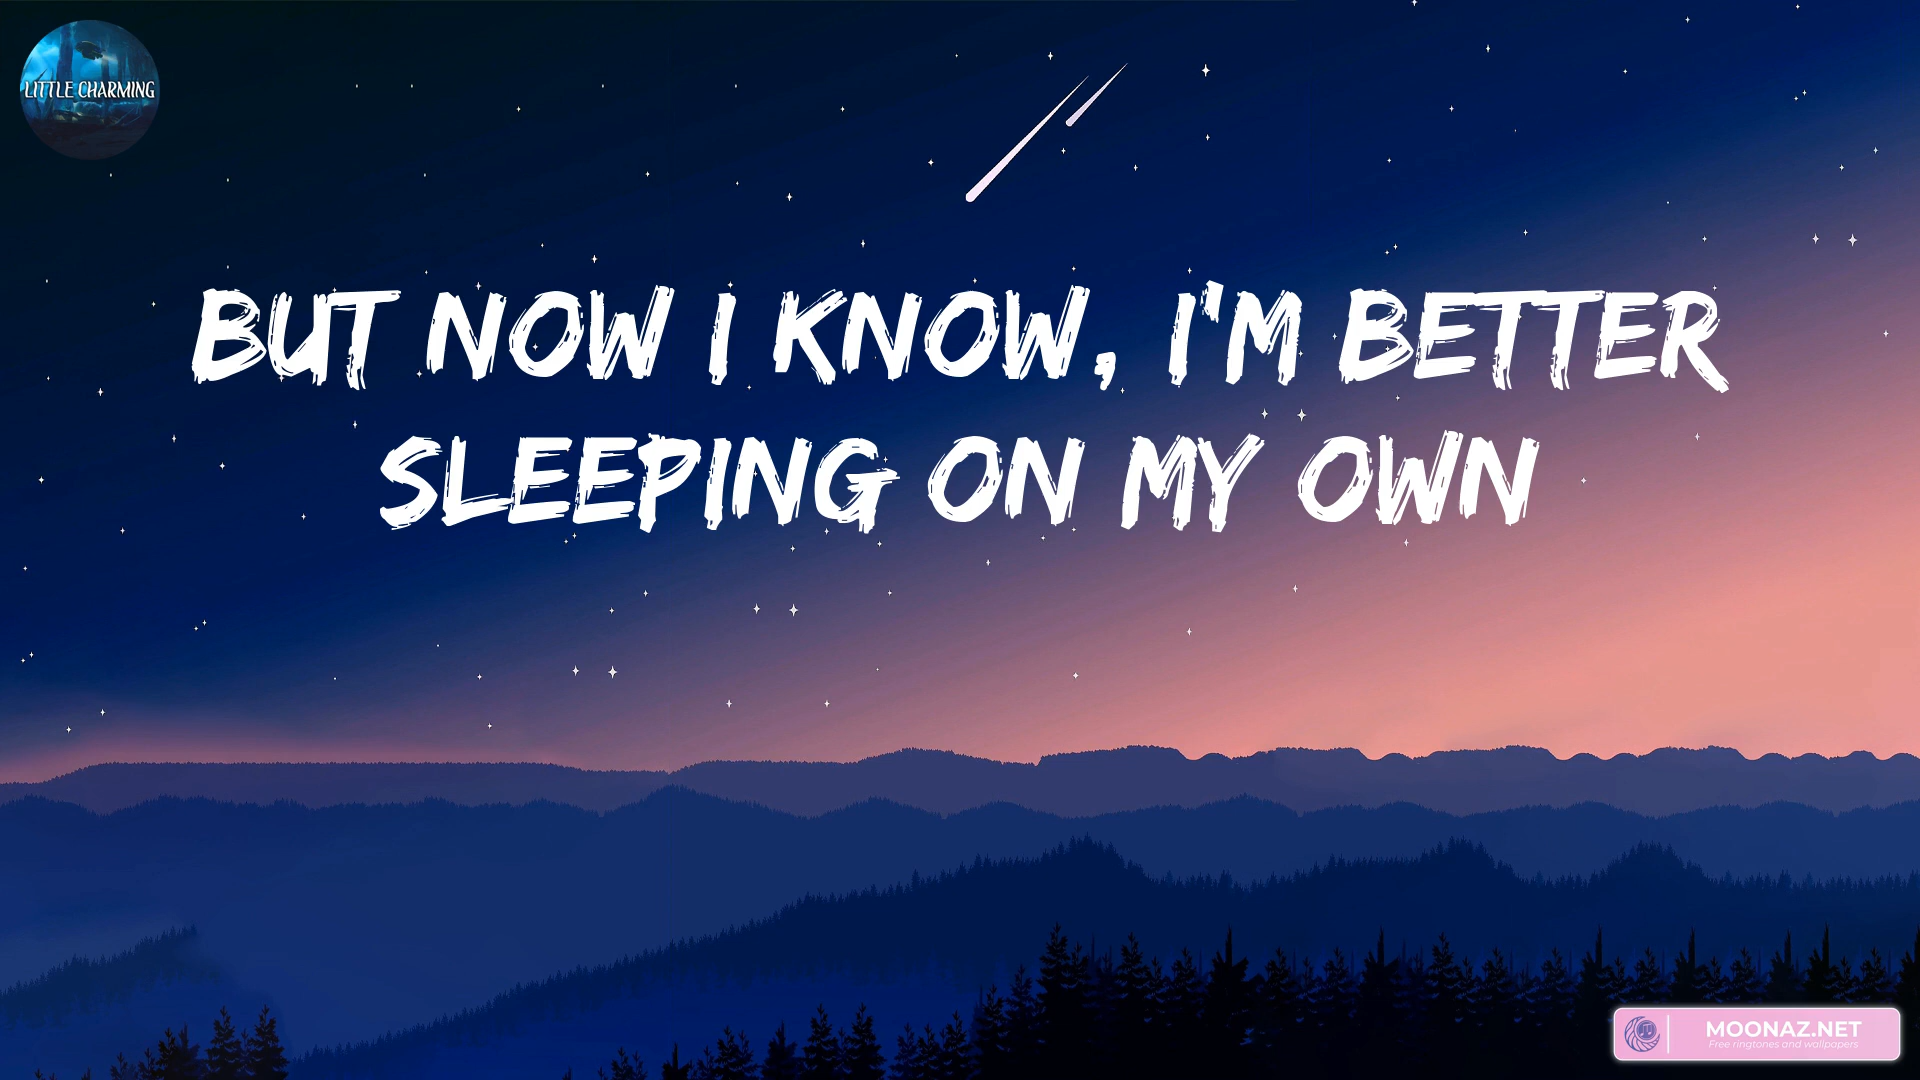 LITTLE CHARMING
BUT NOW I KNOW, I'M BETTER
SLEEPING ON MY OWN
MOONAZ.NET
Free ringtones and wallpapers